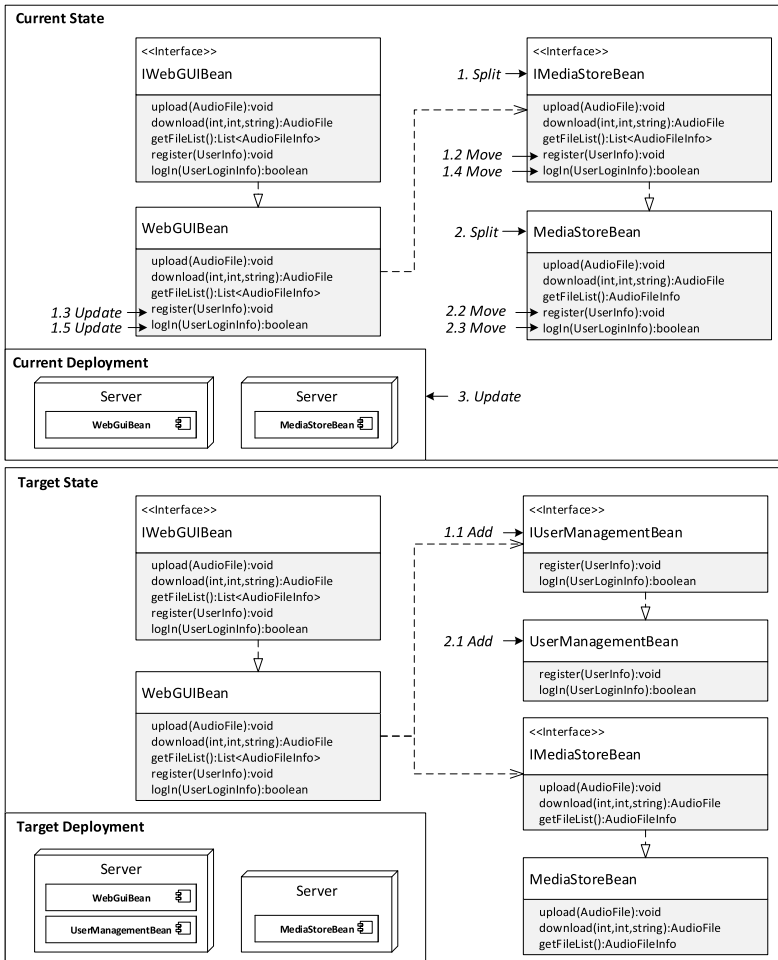 Current State
<<Interface>>
IWebGUIBean
upload(AudioFile):void
download(int,int,string):AudioFile
getFileList():List<AudioFileInfo>
register(UserInfo):void
logIn(UserLoginInfo):boolean
WebGUIBean
upload(AudioFile):void
download(int,int,string):AudioFile
getFileList():List<AudioFileInfo>
1.3 Update register(UserInfo):void
1.5 Update logIn(UserLoginInfo):boolean
<<Interface>>
1. Split IMediaStoreBean
upload(AudioFile):void
download(int,int,string):AudioFile
getFileList():List<AudioFileInfo>
1.2 Move register(UserInfo):void
1.4 Move logIn(UserLoginInfo):boolean
2. Split MediaStoreBean
upload(AudioFile):void
download(int,int,string):AudioFile
getFileList():AudioFileInfo
2.2 Move register(UserInfo):void
2.3 Move logIn(UserLoginInfo):boolean
Current Deployment
Server
WebGuiBean
Server
MediaStoreBean
3. Update
Target State
<<Interface>>
IWebGUIBean
upload(AudioFile):void
download(int,int,string):AudioFile
getFileList():List<AudioFileInfo>
register(UserInfo):void
logIn(UserLoginInfo):boolean
WebGUIBean
upload(AudioFile):void
download(int,int,string):AudioFile
getFileList():List<AudioFileInfo>
register(UserInfo):void
logIn(UserLoginInfo):boolean
<<Interface>>
1.1 Add IUserManagementBean
register(UserInfo):void
logIn(UserLoginInfo):boolean
2.1 Add UserManagementBean
register(UserInfo):void
logIn(UserLoginInfo):boolean
<<Interface>>
IMediaStoreBean
upload(AudioFile):void
download(int,int,string):AudioFile
getFileList():AudioFileInfo
MediaStoreBean
upload(AudioFile):void
download(int,int,string):AudioFile
getFileList():AudioFileInfo
Target Deployment
Server
WebGuiBean
UserManagementBean
Server
MediaStoreBean